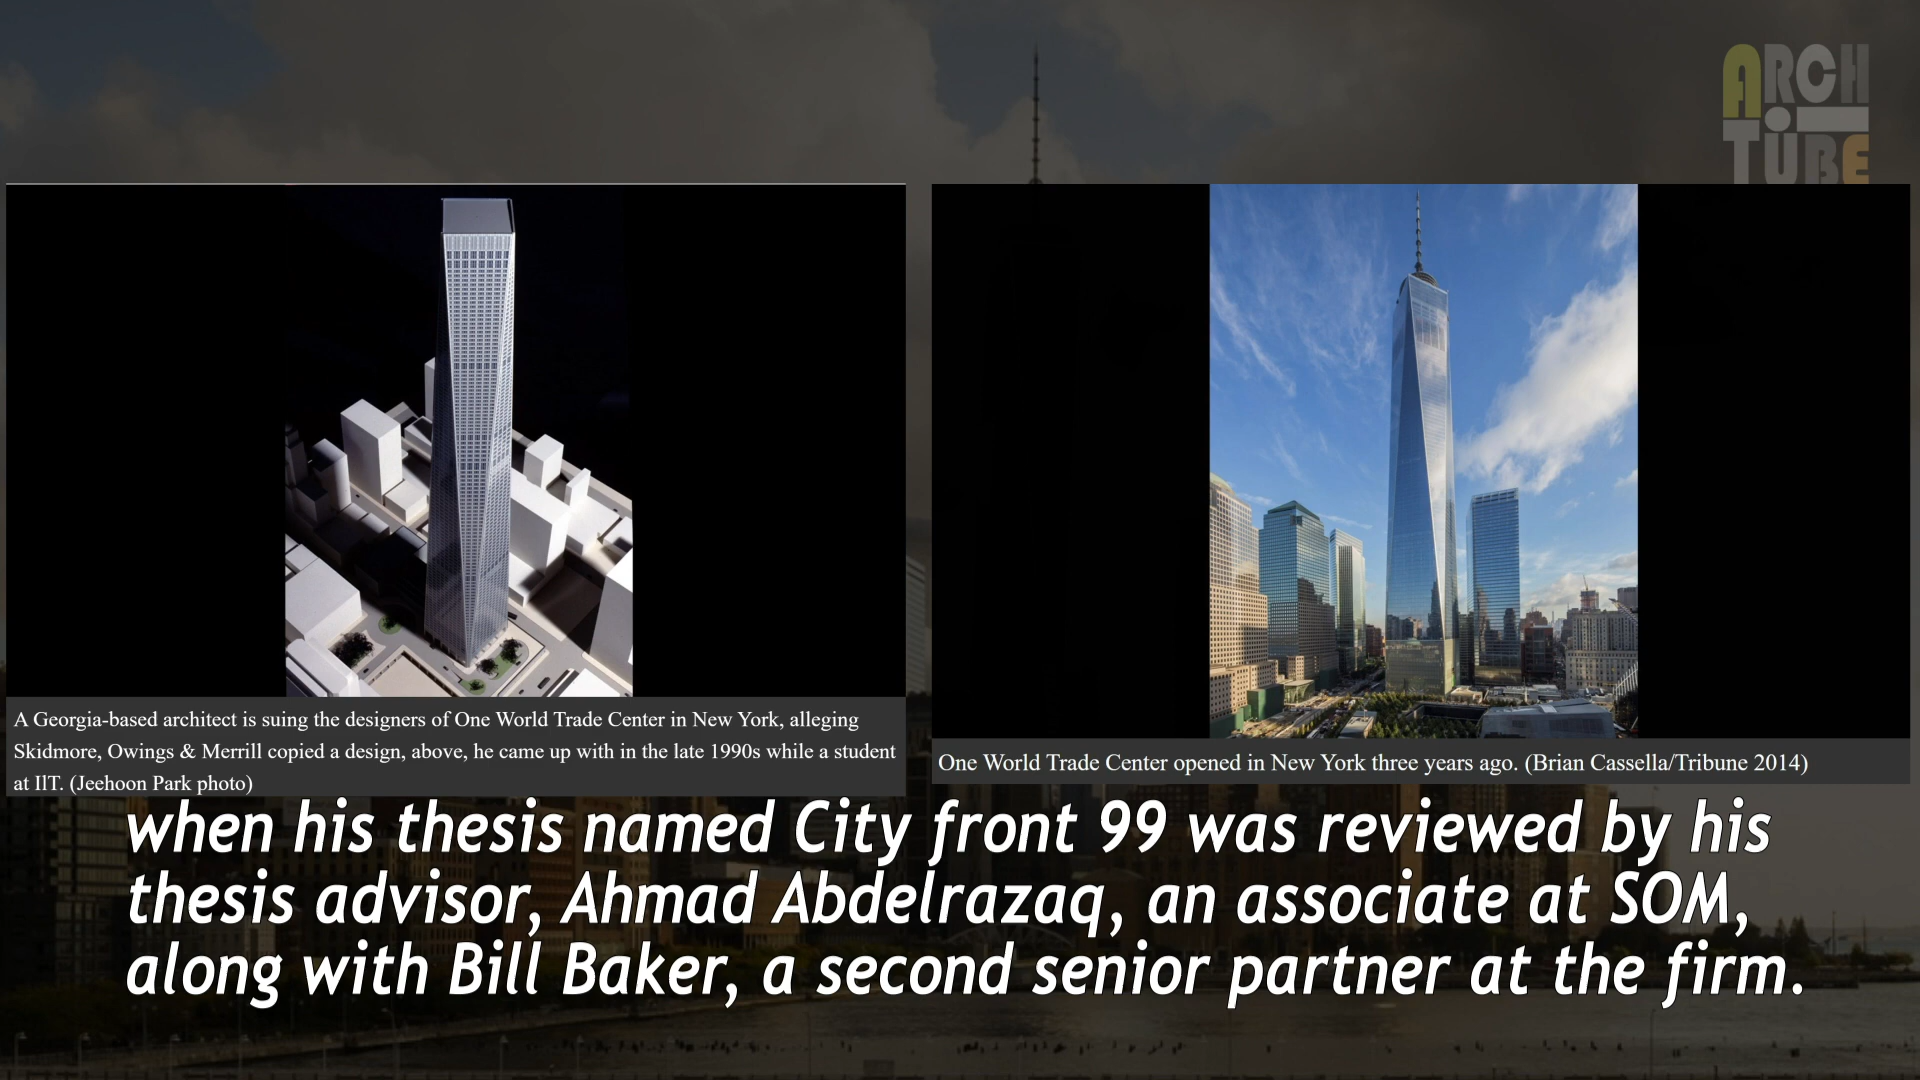 ARCH
TUBE
A Georgia-based architect is suing the designers of One World Trade Center in New York, alleging
Skidmore, Owings & Merrill copied a design, above, he came up with in the late 1990s while a student
at IIT. (Jeehoon Park photo)
One World Trade Center opened in New York three years ago. (Brian Cassella/Tribune 2014)
when his thesis named City front 99 was reviewed by his
thesis advisor, Ahmad Abdelrazaq, an associate at SOM,
along with Bill Baker, a second senior partner at the firm.